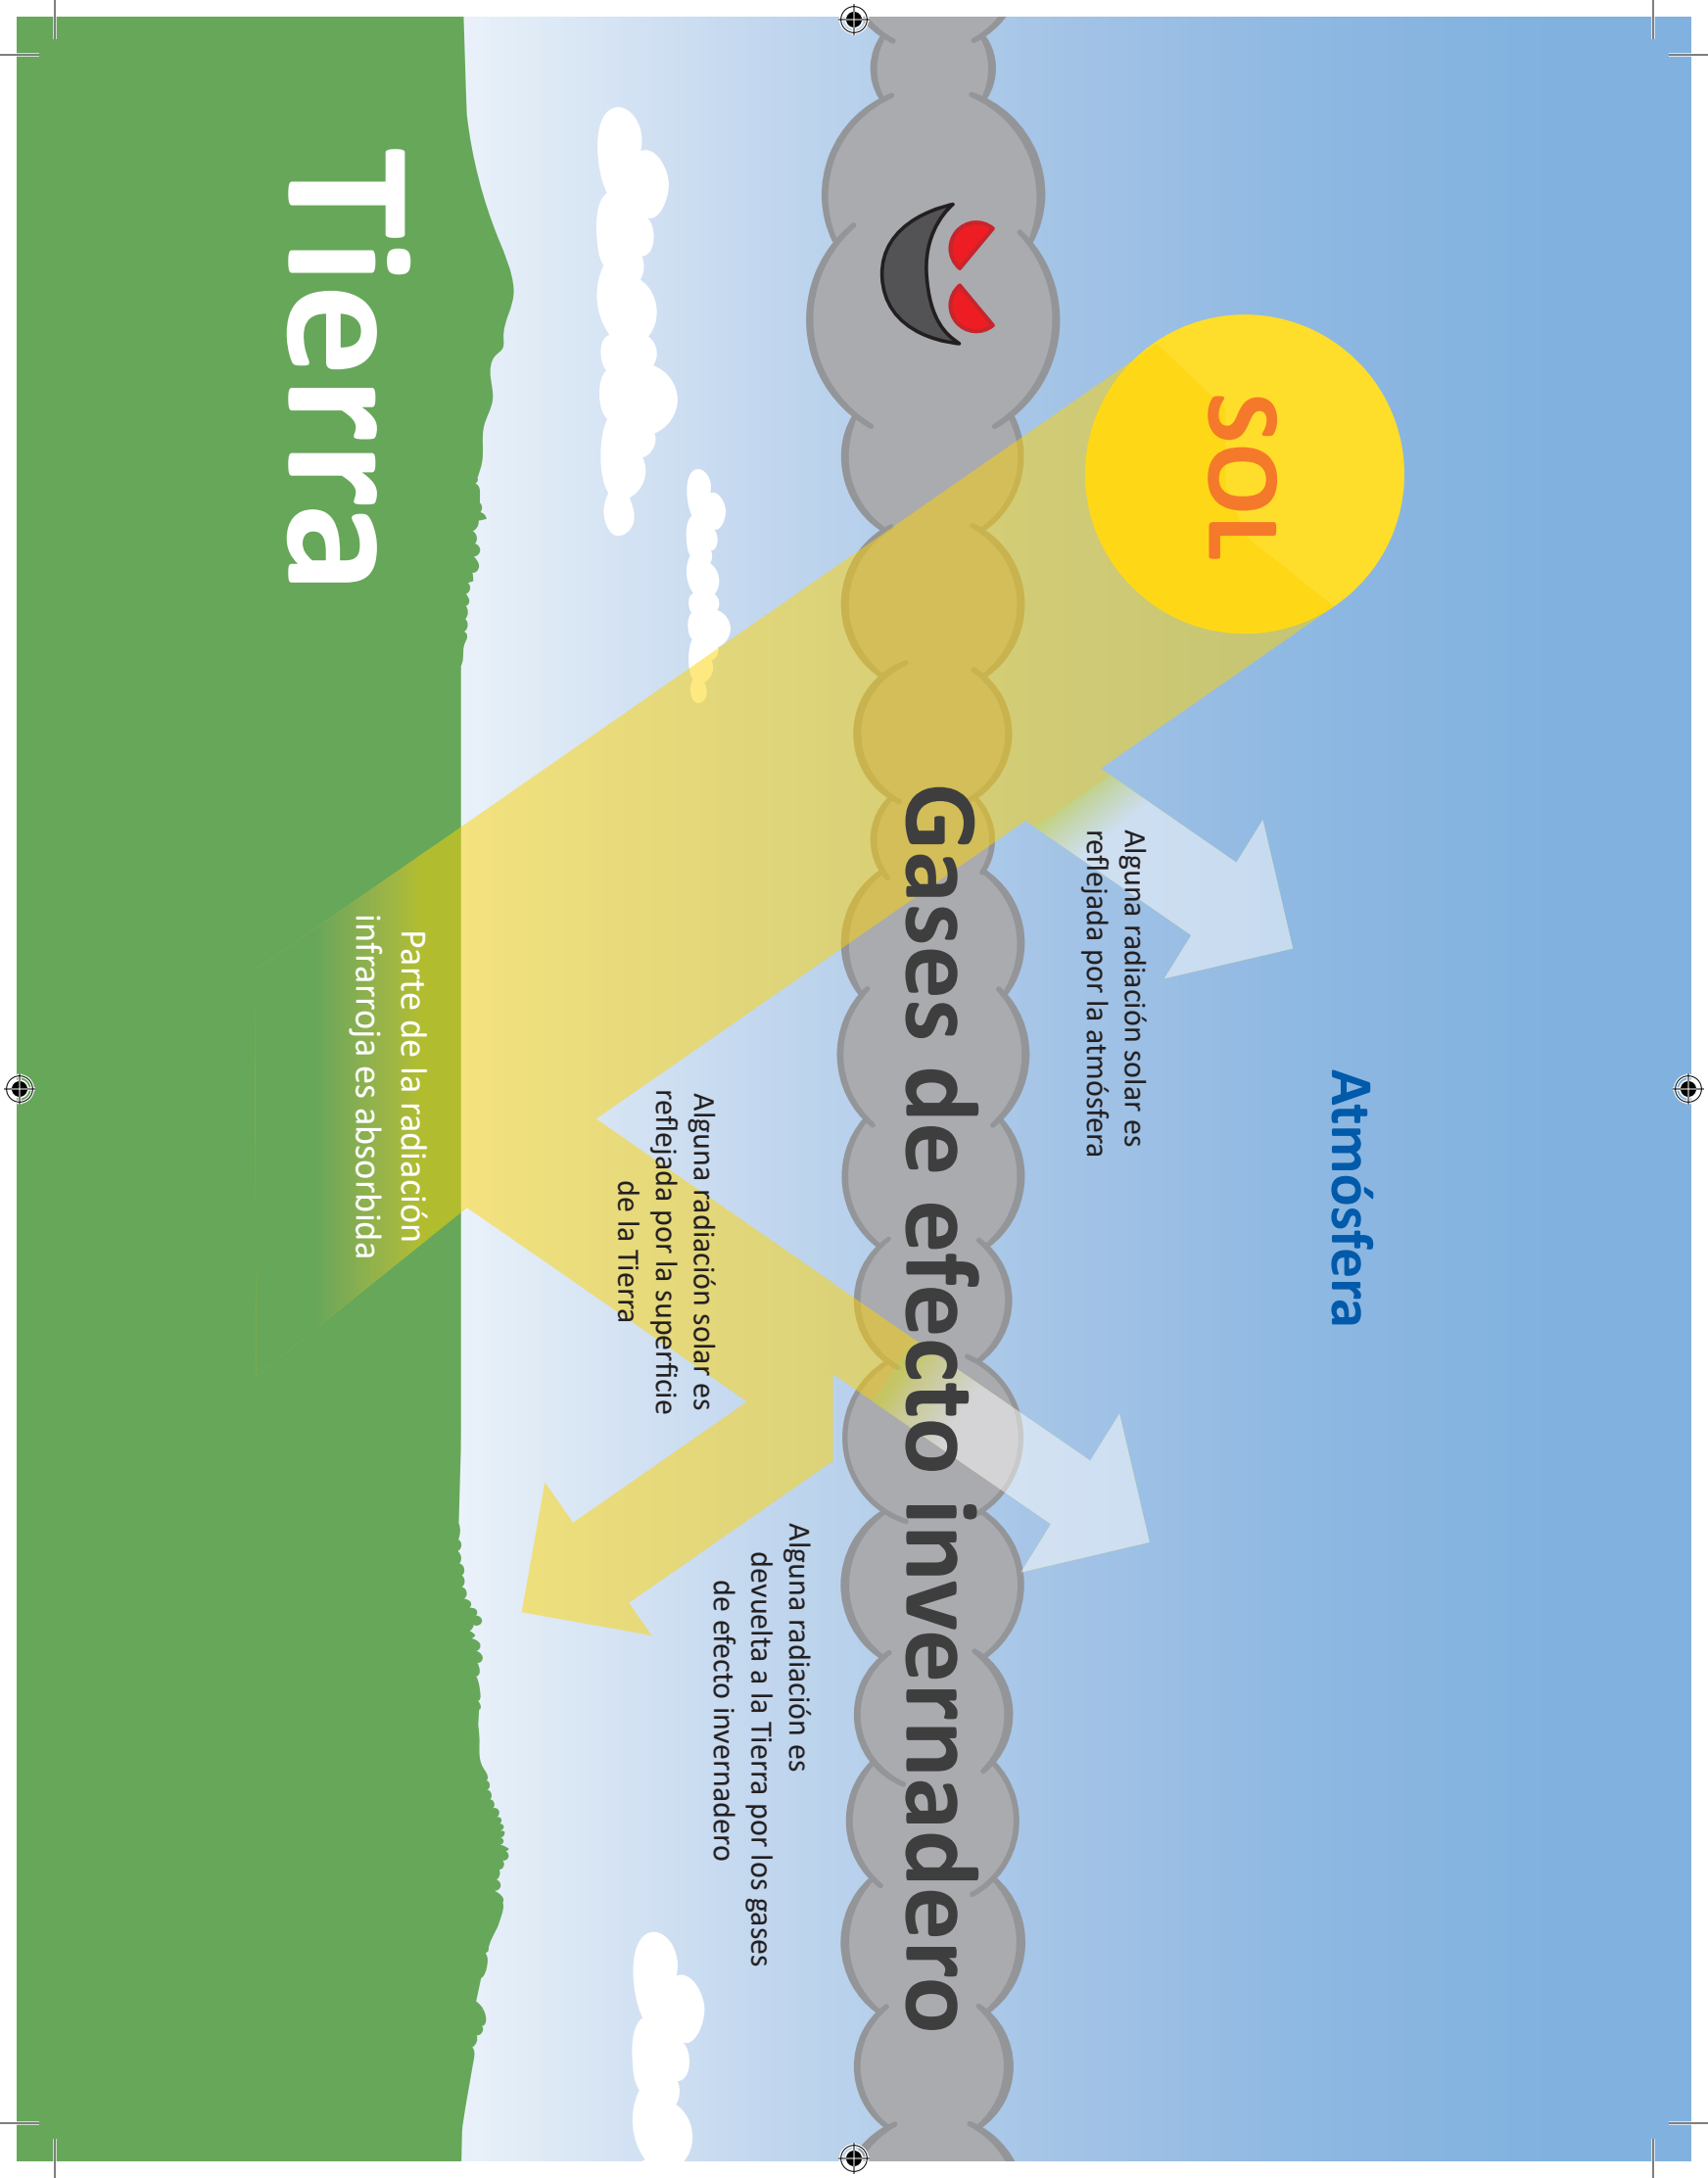 Atmósfera
SOL
Alguna radiación solar es
reflejada por la atmósfera
Gases de efecto invernadero
Alguna radiación es
devuelta a la Tierra por los gases
de efecto invernadero
Alguna radiación solar es
reflejada por la superficie
de la Tierra
Parte de la radiación
infrarroja es absorbida
Tierra